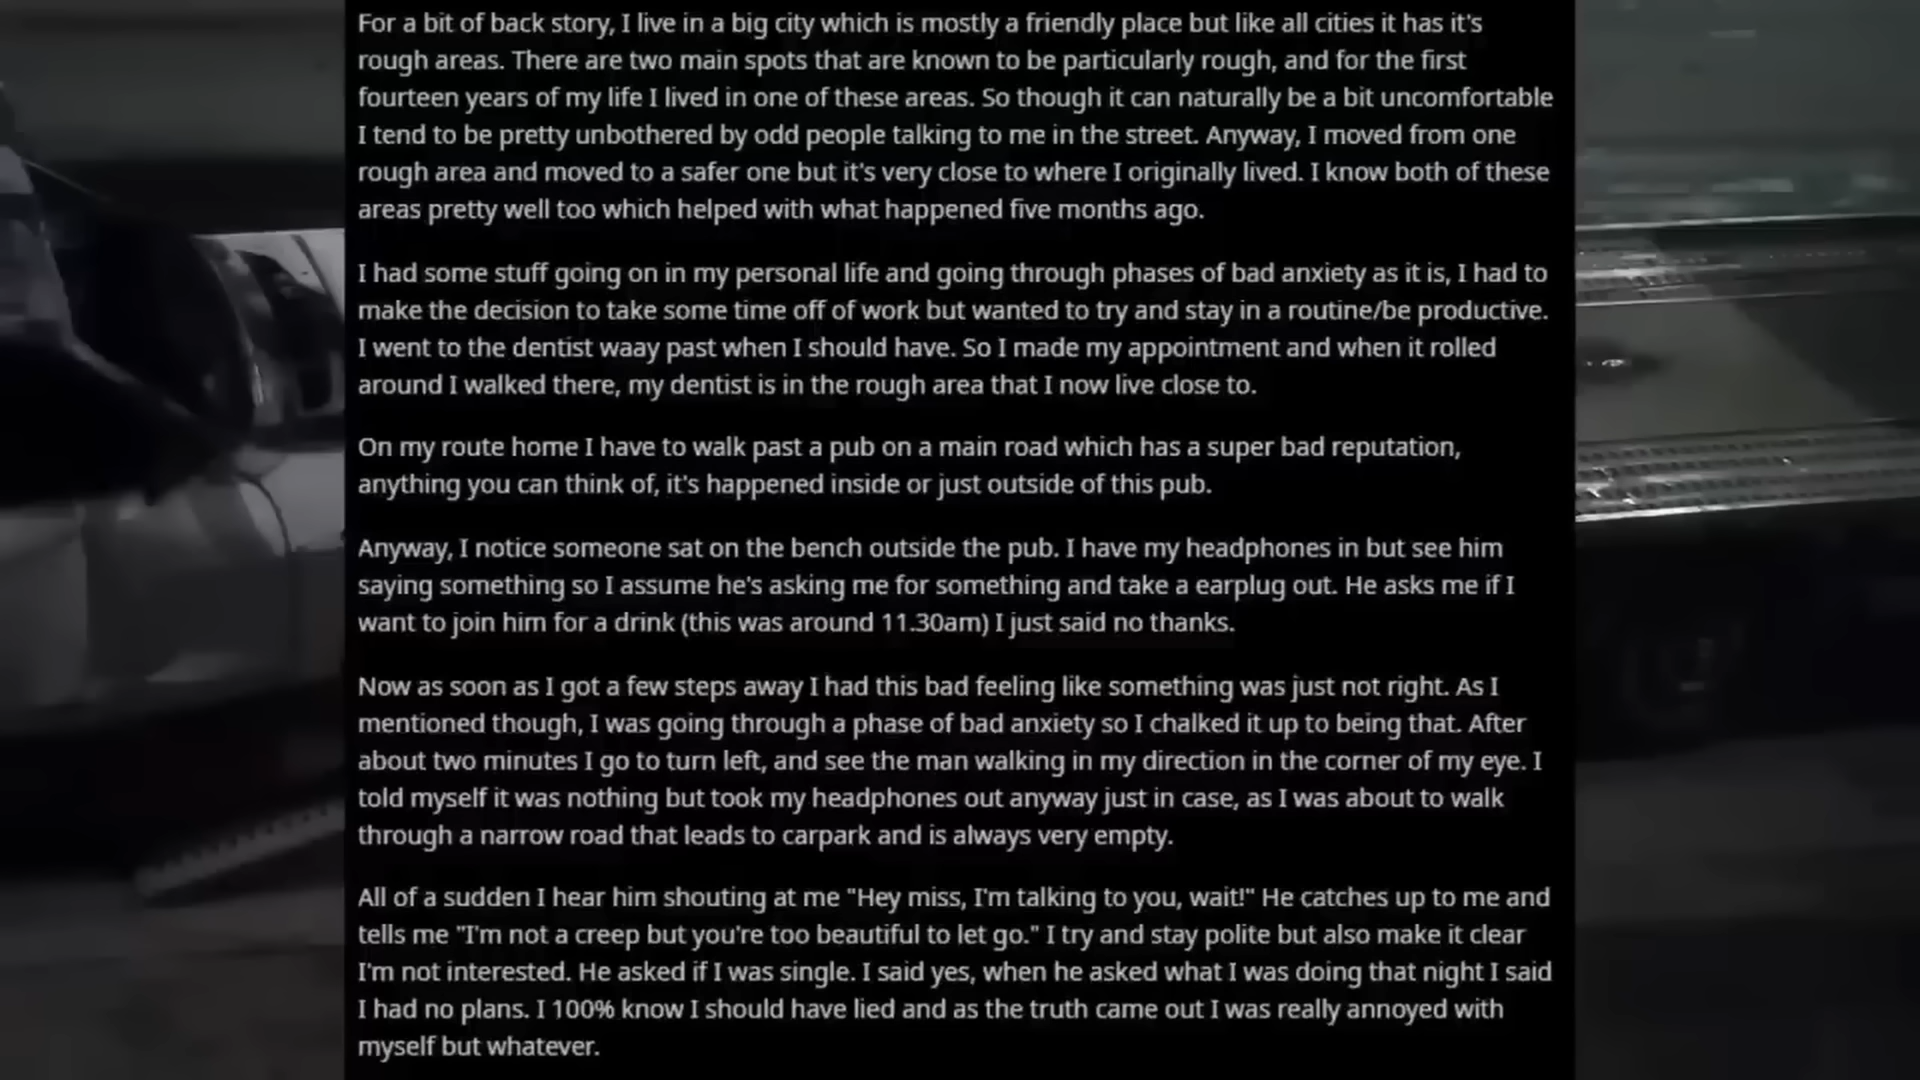 For a bit of back story, I live in a big city which is mostly a friendly place but like all cities it has it's
rough areas. There are two main spots that are known to be particularly rough, and for the first
fourteen years of my life I lived in one of these areas. So though it can naturally be a bit uncomfortable
I tend to be pretty unbothered by odd people talking to me in the street. Anyway, I moved from one
rough area and moved to a safer one but it's very close to where I originally lived. I know both of these
areas pretty well too which helped with what happened five months ago.
I had some stuff going on in my personal life and going through phases of bad anxiety as it is, I had to
make the decision to take some time off of work but wanted to try and stay in a routine/be productive.
I went to the dentist waay past when I should have. So I made my appointment and when it rolled
around I walked there, my dentist is in the rough area that I now live close to.
On my route home I have to walk past a pub on a main road which has a super bad reputation,
anything you can think of, it's happened inside or just outside of this pub.
Anyway, I notice someone sat on the bench outside the pub. I have my headphones in but see him
saying something so I assume he's asking me for something and take a earplug out. He asks me if I
want to join him for a drink (this was around 11.30am) I just said no thanks.
Now as soon as I got a few steps away I had this bad feeling like something was just not right. As I
mentioned though, I was going through a phase of bad anxiety so I chalked it up to being that. After
about two minutes I go to turn left, and see the man walking in my direction in the corner of my eye. I
told myself it was nothing but took my headphones out anyway just in case, as I was about to walk
through a narrow road that leads to carpark and is always very empty.
All of a sudden I hear him shouting at me "Hey miss, I'm talking to you, wait!" He catches up to me and
tells me "I'm not a creep but you're too beautiful to let go." I try and stay polite but also make it clear
I'm not interested. He asked if I was single. I said yes, when he asked what I was doing that night I said
I had no plans. I 100% know I should have lied and as the truth came out I was really annoyed with
myself but whatever.